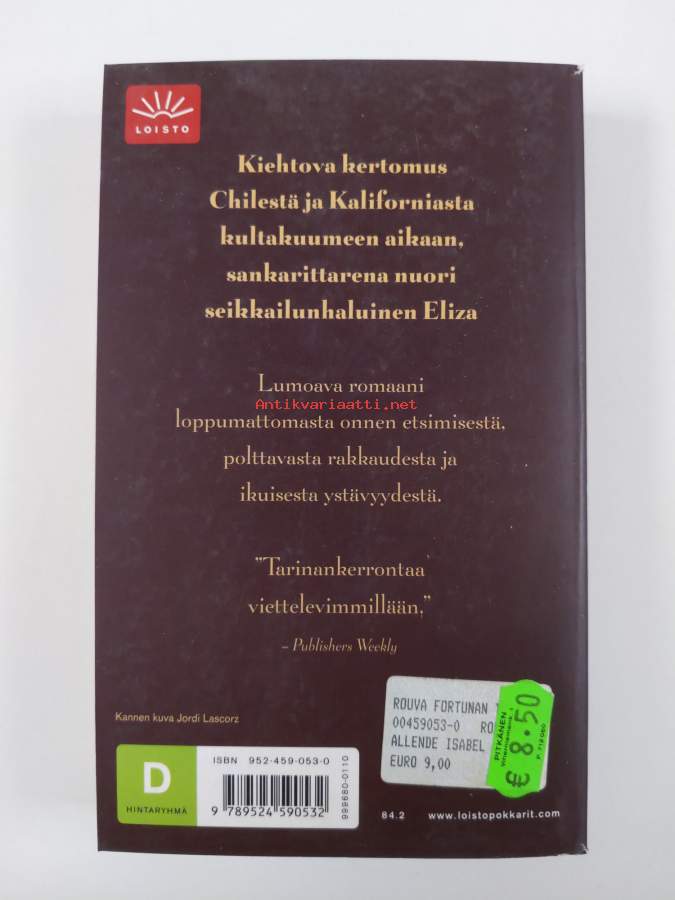 LOISTO
Kiehtova kertomus
Chilestä ja Kaliforniasta
kultakuumeen aikaan,
sankarittarena nuori
seikkailunhaluinen Eliza
Lumoava romaani
Antikvariaatti.net
loppumattomasta onnen etsimisestä,
polttavasta rakkaudesta ja
ikuisesta ystävyydestä.
"Tarinankerrontaa
viettelevimmillään."
– Publishers Weekly
Kannen kuva Jordi Lascorz
ROUVA FORTUNAN
00459053-0 RO
ALLENDE ISABEL
EURO 9,00
PITKÄNEN
€ 8.50
D
HINTARYHMÄ
ISBN 952-459-053-0
9 789524 590532
999680-0110
84.2 www.loistopokkarit.com